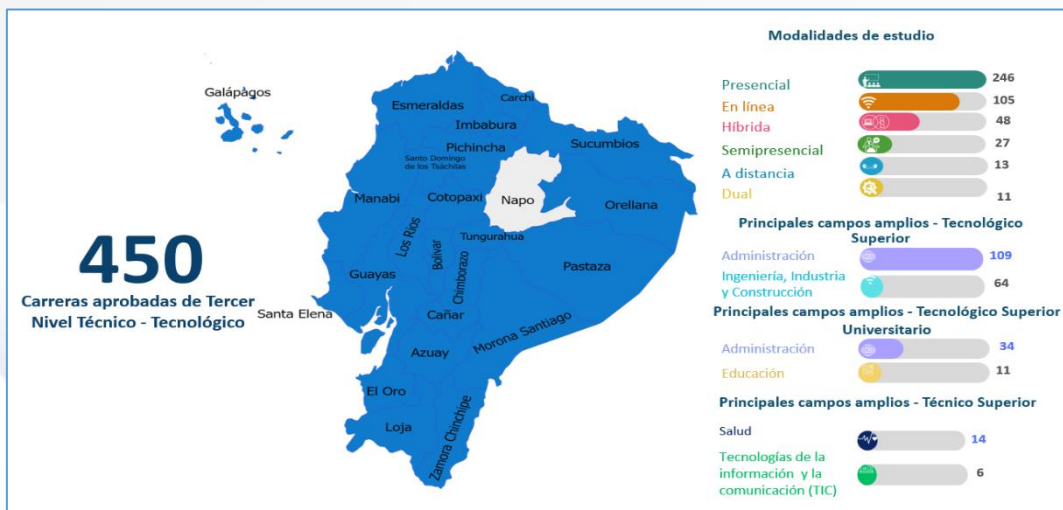 450
Carreras aprobadas de Tercer
Nivel Técnico - Tecnológico
Galápagos
Esmeraldas
Carchi
Imbabura
Pichincha
Sucumbios
Santo Domingo
de los Tsáchilas
Manabi
Cotopaxi
Napo
Orellana
Los Rios
Tungurahua
Bolivar
Chimborazo
Pastaza
Guayas
Santa Elena
Cañar
Morona Santiago
Azuay
El Oro
Loja
Zamora Chinchipe
Modalidades de estudio
Presencial 246
En línea 105
Híbrida 48
Semipresencial 27
A distancia 13
Dual 11
Principales campos amplios - Tecnológico
Superior
Administración 109
Ingeniería, Industria
y Construcción 64
Principales campos amplios - Tecnológico Superior
Universitario
Administración 34
Educación 11
Principales campos amplios - Técnico Superior
Salud 14
Tecnologías de la
información y la
comunicación (TIC) 6